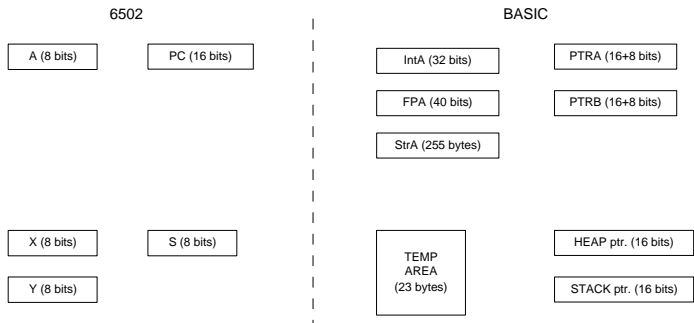 6502
A (8 bits)
PC (16 bits)
X (8 bits)
S (8 bits)
Y (8 bits)
BASIC
IntA (32 bits)
PTRA (16+8 bits)
FPA (40 bits)
PTRB (16+8 bits)
StrA (255 bytes)
TEMP
AREA
(23 bytes)
HEAP ptr. (16 bits)
STACK ptr. (16 bits)